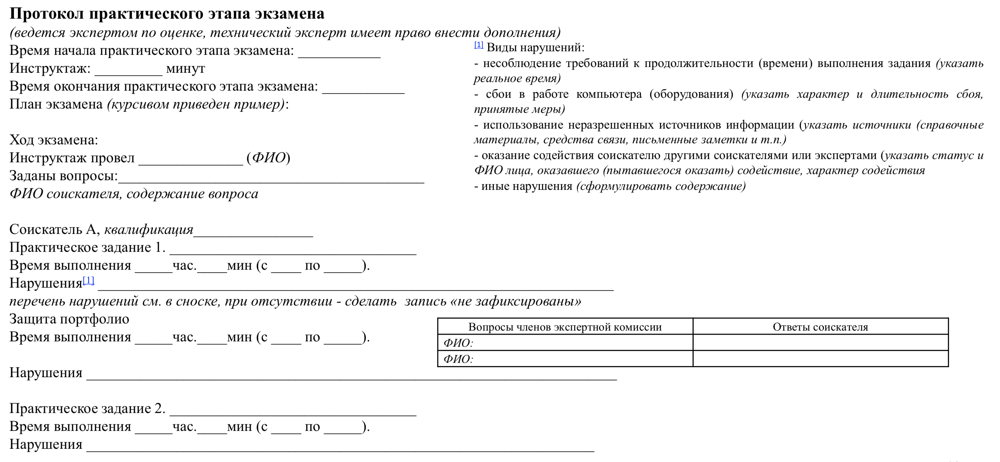 Протокол практического этапа экзамена
(ведется экспертом по оценке, технический эксперт имеет право внести дополнения)
Время начала практического этапа экзамена: ___________
Инструктаж: _________ минут
Время окончания практического этапа экзамена: ___________
План экзамена (курсивом приведен пример):
Ход экзамена:
Инструктаж провел ______________ (ФИО)
Заданы вопросы:_________________________________________
ФИО соискателя, содержание вопроса
[1] Виды нарушений:
- несоблюдение требований к продолжительности (времени) выполнения задания (указать
реальное время)
- сбои в работе компьютера (оборудования) (указать характер и длительность сбоя,
принятые меры)
- использование неразрешенных источников информации (указать источники (справочные
материалы, средства связи, письменные заметки и т.п.)
- оказание содействия соискателю другими соискателями или экспертами (указать статус и
ФИО лица, оказавшего (пытавшегося оказать) содействие, характер содействия
- иные нарушения (сформулировать содержание)
Соискатель А, квалификация________________
Практическое задание 1. _________________________________
Время выполнения _____час.____мин (с ____ по _____).
Нарушения[1] _____________________________________________________________________
перечень нарушений см. в сноске, при отсутствии - сделать запись «не зафиксированы»
Защита портфолио
Время выполнения _____час.____мин (с ____ по _____).
Вопросы членов экспертной комиссии Ответы соискателя
ФИО:
ФИО:
Нарушения _______________________________________________________________________
Практическое задание 2. _________________________________
Время выполнения _____час.____мин (с ____ по _____).
Нарушения ____________________________________________________________________